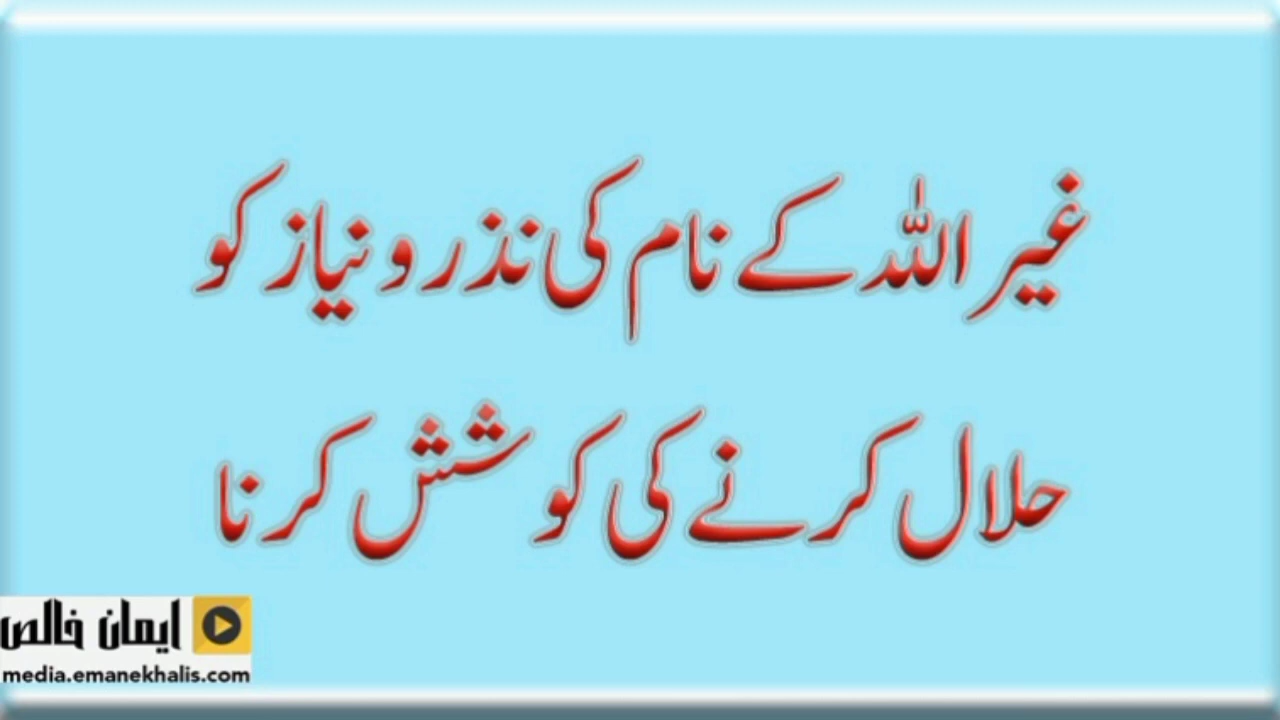 غیر اللہ کے نام کی نذر و نیاز کو
حلال کرنے کی کوشش کرنا
ایمان خالص
media.emanekhalis.com